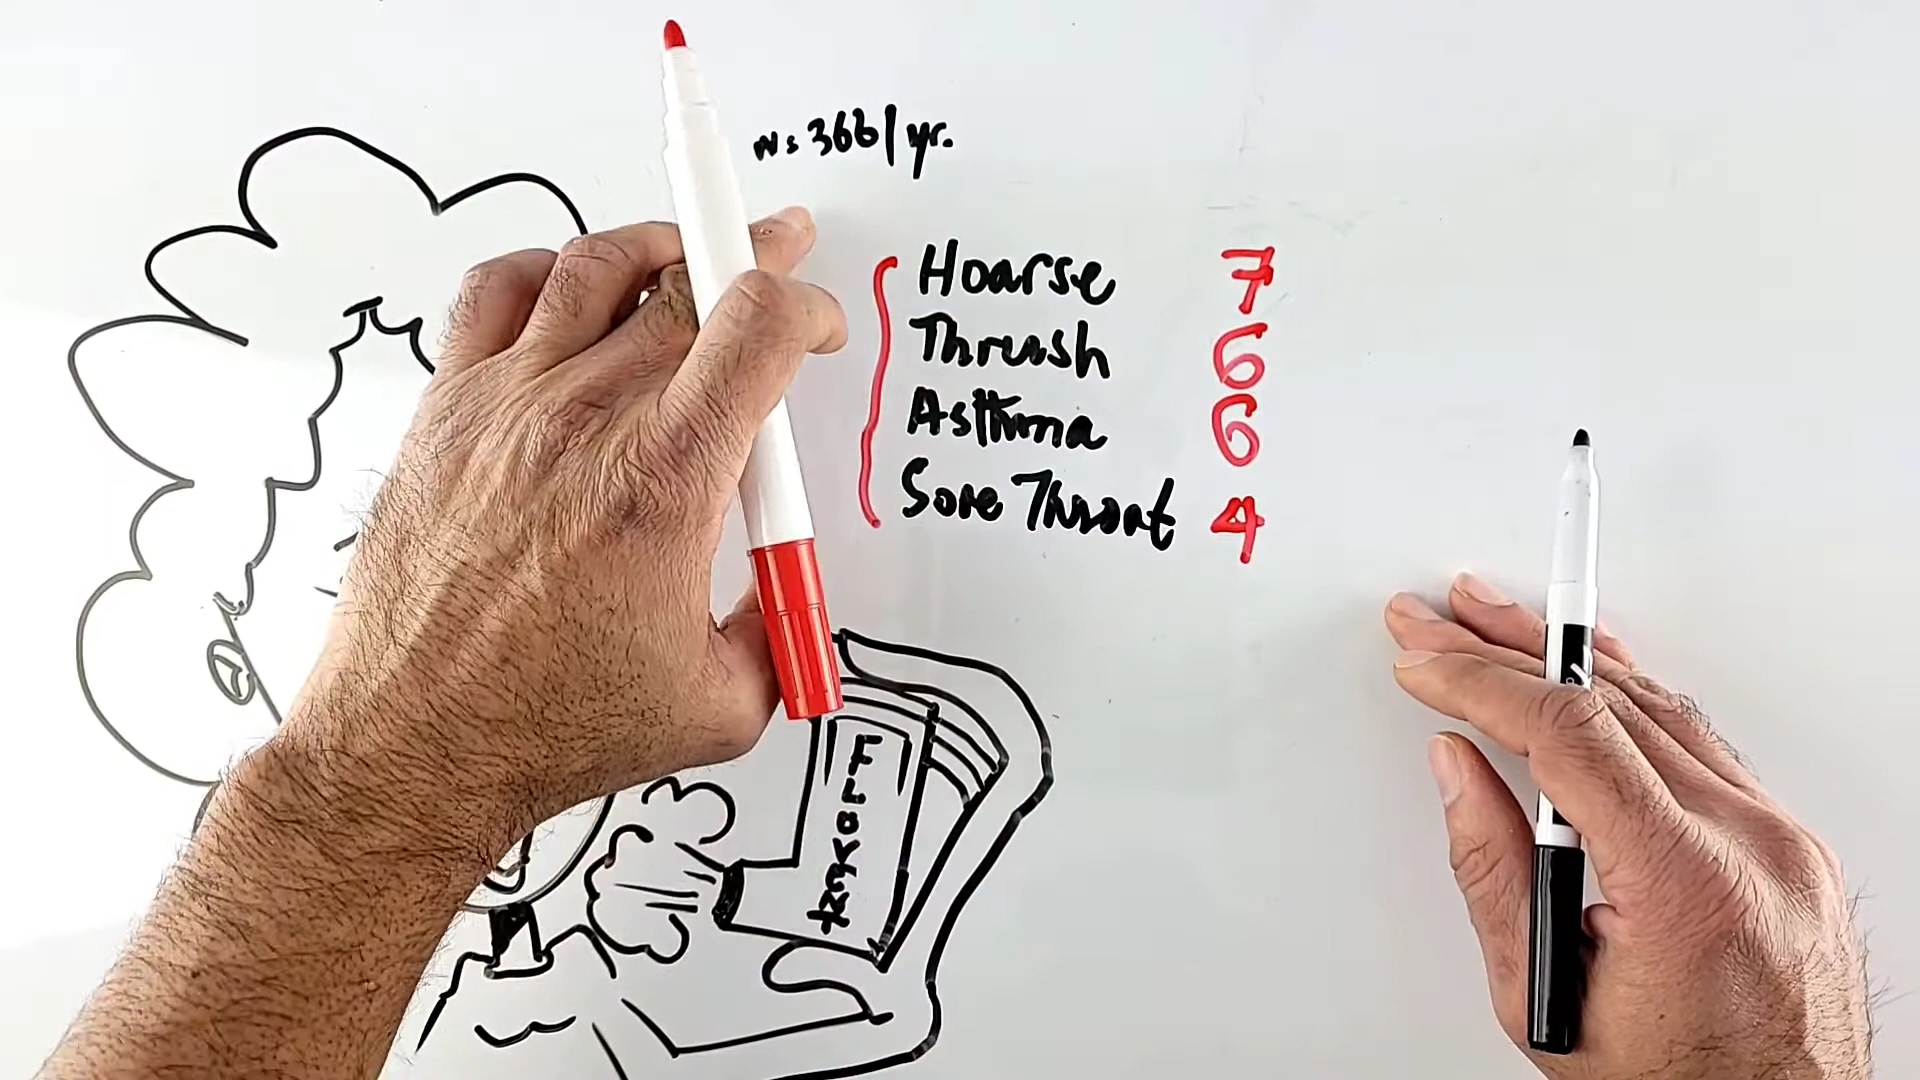 n= 366/yr.
Hoarse 7
Thrush 6
Asthma 6
Sore Throat 4
Flovent